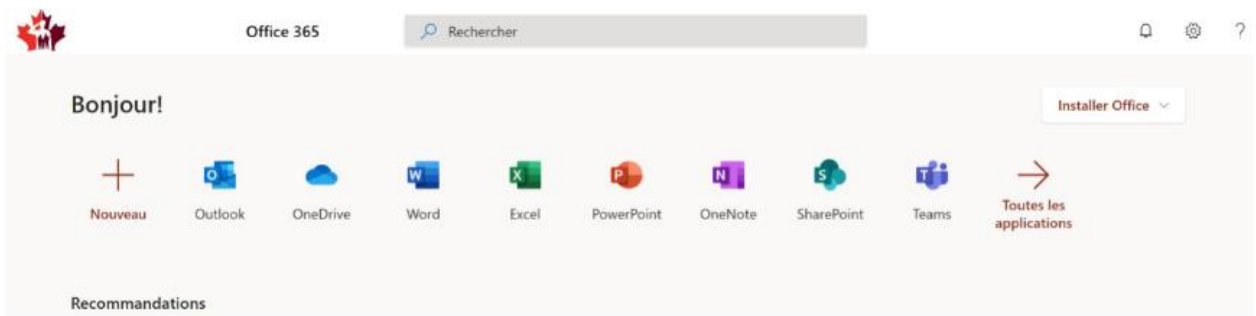 Office 365
Rechercher
?
Bonjour!
Installer Office
Nouveau
Outlook
OneDrive
Word
Excel
PowerPoint
OneNote
SharePoint
Teams
Toutes les
applications
Recommandations